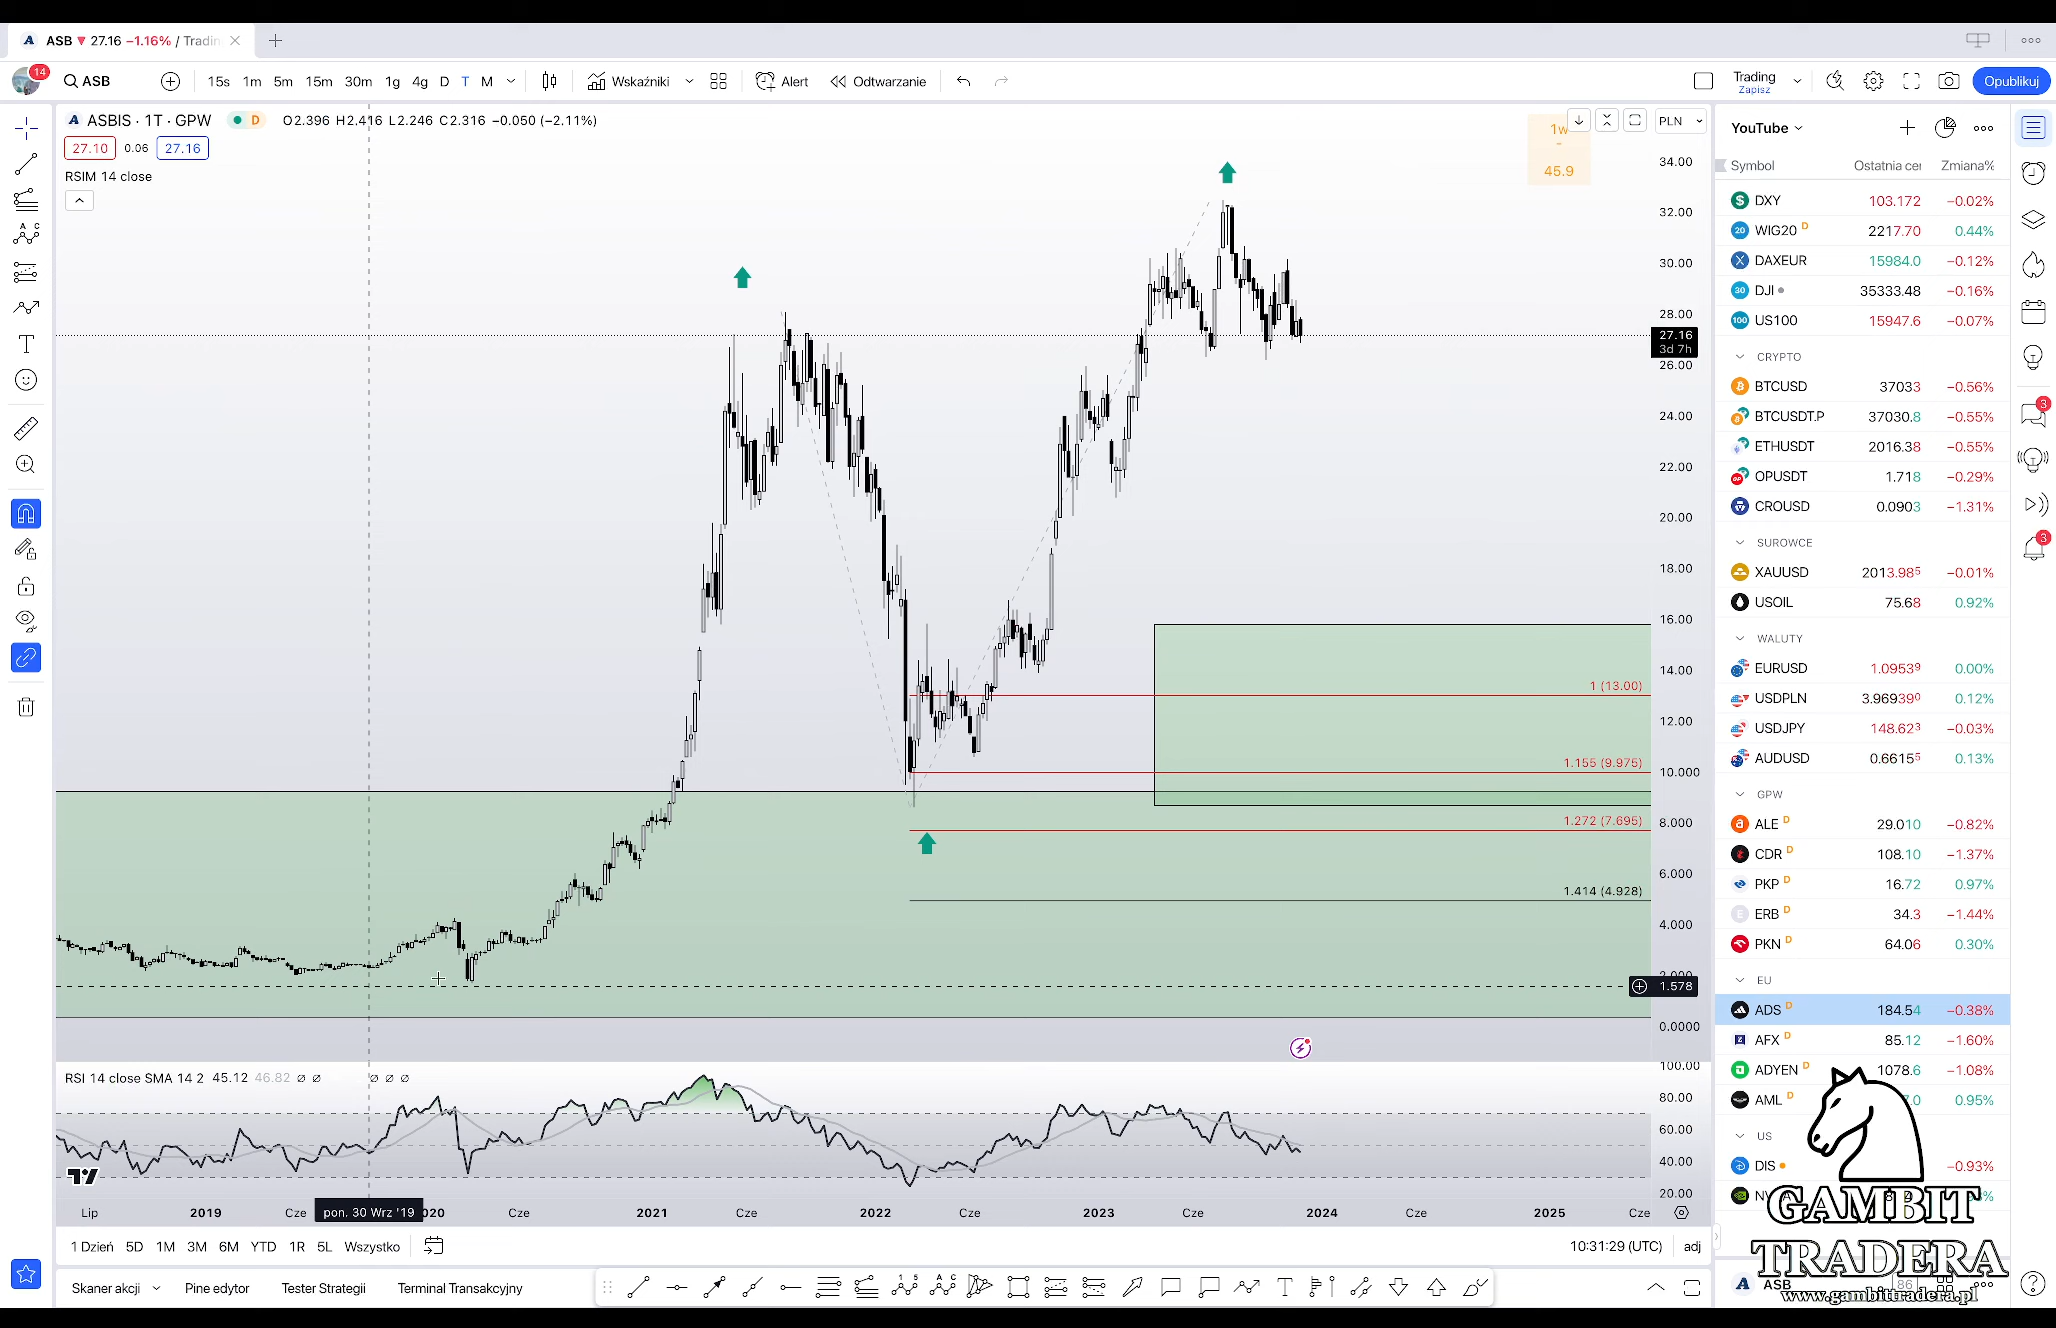 ASB ▼ 27.16 −1.16% / Tradin
14
ASB
15s 1m 5m 15m 30m 1g 4g D T M
Wskaźniki
Alert
Odtwarzanie
Trading
Zapisz
Opublikuj
ASBIS · 1T · GPW D O2.396 H2.416 L2.246 C2.316 −0.050 (−2.11%)
27.10 0.06 27.16
RSIM 14 close
1w
-
45.9
PLN
34.00
32.00
30.00
28.00
27.16
3d 7h
26.00
24.00
22.00
20.00
18.00
16.00
14.00
12.00
10.000
8.000
6.000
4.000
2.000
1.578
0.0000
1 (13.00)
1.155 (9.975)
1.272 (7.695)
1.414 (4.928)
RSI 14 close SMA 14 2 45.12 46.82 ∅ ∅ ∅ ∅ ∅
100.00
80.00
60.00
40.00
20.00
Lip 2019 Cze pon. 30 Wrz '19 020 Cze 2021 Cze 2022 Cze 2023 Cze 2024 Cze 2025 Cze
1 Dzień 5D 1M 3M 6M YTD 1R 5L Wszystko
10:31:29 (UTC) adj
Skaner akcji Pine edytor Tester Strategii Terminal Transakcyjny
YouTube
Symbol Ostatnia cer Zmiana%
DXY 103.172 −0.02%
WIG20 D 2217.70 0.44%
DAXEUR 15984.0 −0.12%
DJI 35333.48 −0.16%
US100 15947.6 −0.07%
CRYPTO
BTCUSD 37033 −0.56%
BTCUSDT.P 37030.8 −0.55%
ETHUSDT 2016.38 −0.55%
OPUSDT 1.718 −0.29%
CROUSD 0.0903 −1.31%
SUROWCE
XAUUSD 2013.985 −0.01%
USOIL 75.68 0.92%
WALUTY
EURUSD 1.09539 0.00%
USDPLN 3.969390 0.12%
USDJPY 148.623 −0.03%
AUDUSD 0.66155 0.13%
GPW
ALE D 29.010 −0.82%
CDR D 108.10 −1.37%
PKP D 16.72 0.97%
ERB D 34.3 −1.44%
PKN D 64.06 0.30%
EU
ADS D 184.54 −0.38%
AFX D 85.12 −1.60%
ADYEN D 1078.6 −1.08%
AML D 0.95%
US
DIS −0.93%
GAMBIT
TRADERA
ASB 86
www.gambittradera.pl
3
3